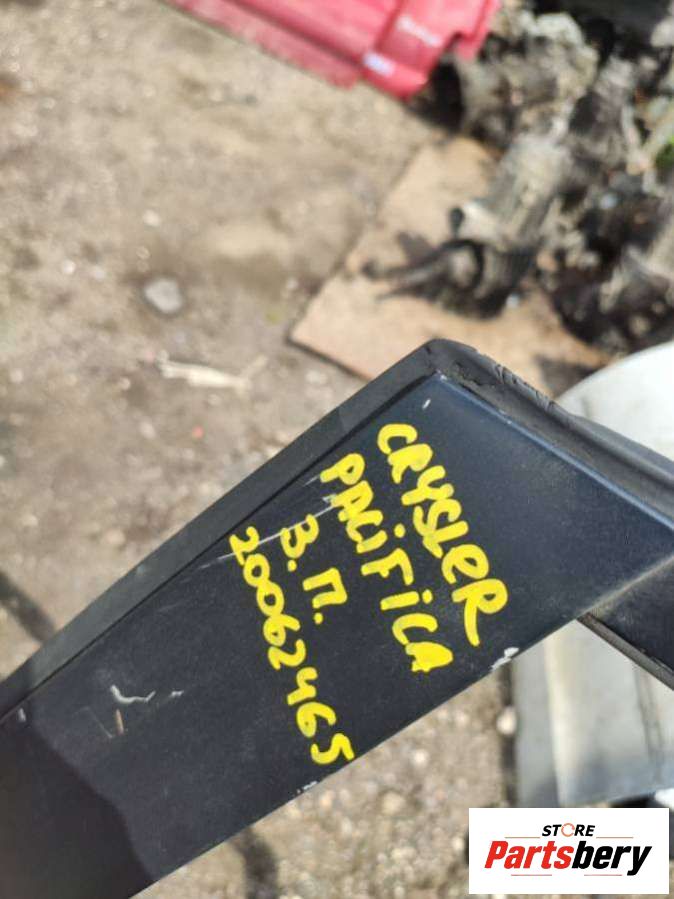 CRYSLER
PACIFICA
З.П.
20062465
STORE
Partsbery